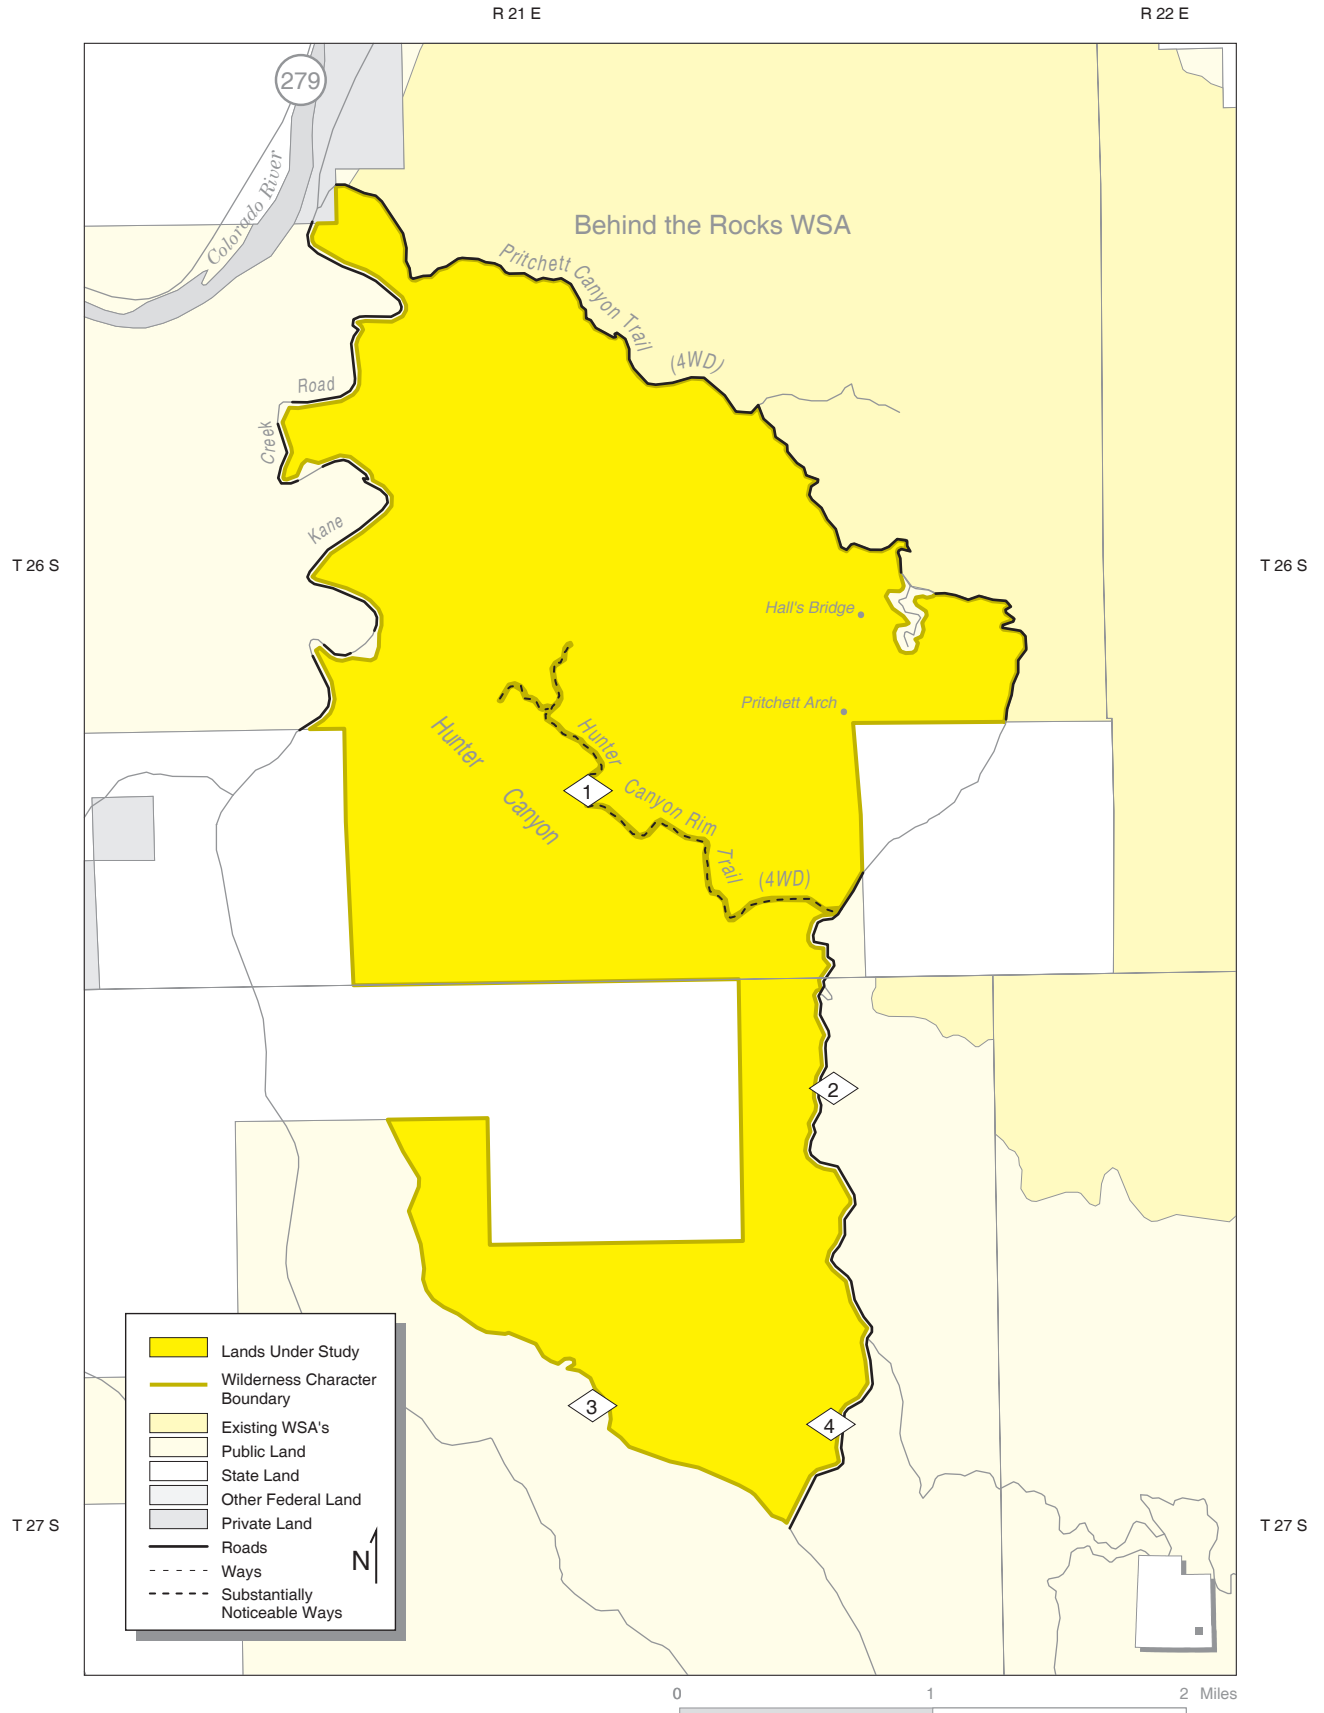 R 21 E
R 22 E
279
Colorado River
Behind the Rocks WSA
Pritchett Canyon Trail (4WD)
Road
Creek
Kane
T 26 S
T 26 S
Hall's Bridge
Pritchett Arch
Hunter
Canyon
Hunter
Canyon Rim
Trail
(4WD)
1
2
3
4
Lands Under Study
Wilderness Character
Boundary
Existing WSA's
Public Land
State Land
Other Federal Land
Private Land
Roads
Ways
Substantially
Noticeable Ways
N
T 27 S
T 27 S
0 1 2 Miles